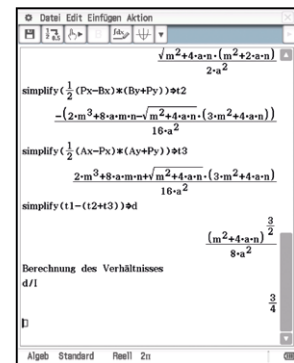 Datei Edit Einfügen Aktion
√m²+4·a·n·(m²+2·a·n)
2·a²
simplify(½(Px-Bx)*(By+Py))⇒t2
-(2·m³+8·a·m·n-√m²+4·a·n·(3·m²+4·a·n))
16·a²
simplify(½(Ax-Px)*(Ay+Py))⇒t3
2·m³+8·a·m·n+√m²+4·a·n·(3·m²+4·a·n)
16·a²
simplify(t1-(t2+t3))⇒d
(m²+4·a·n)^(3/2)
8·a²
Berechnung des Verhältnisses
d/I
3/4
Algeb Standard Reell 2π